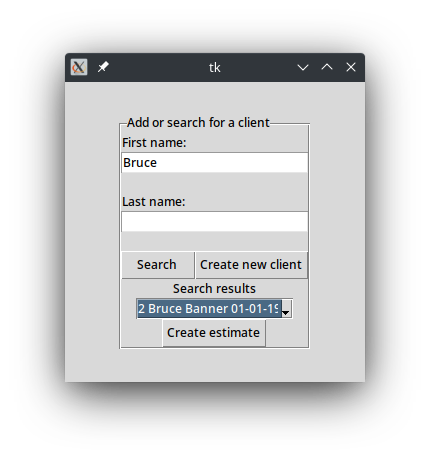 tk
Add or search for a client
First name:
Bruce
Last name:
Search Create new client
Search results
2 Bruce Banner 01-01-19
Create estimate